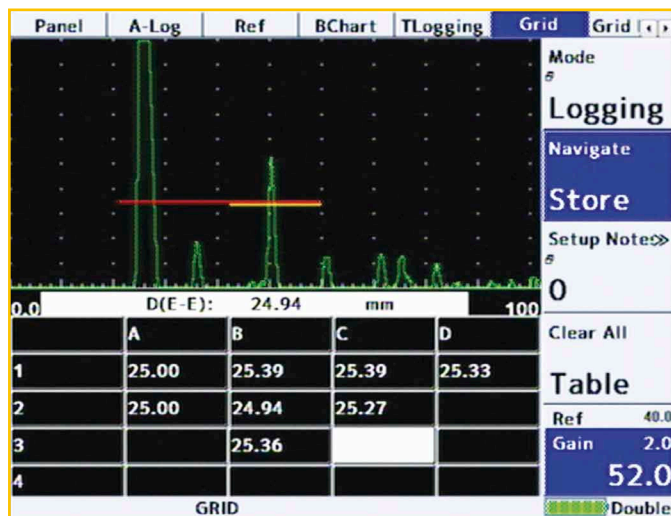 Panel A-Log Ref BChart TLogging Grid Grid
Mode
Logging
Navigate
Store
Setup Notes
0
Clear All
Table
Ref 40.0
Gain 2.0
52.0
Double
0.0 D(E-E): 24.94 mm 100
A B C D
1 25.00 25.39 25.39 25.33
2 25.00 24.94 25.27
3 25.36
4
GRID